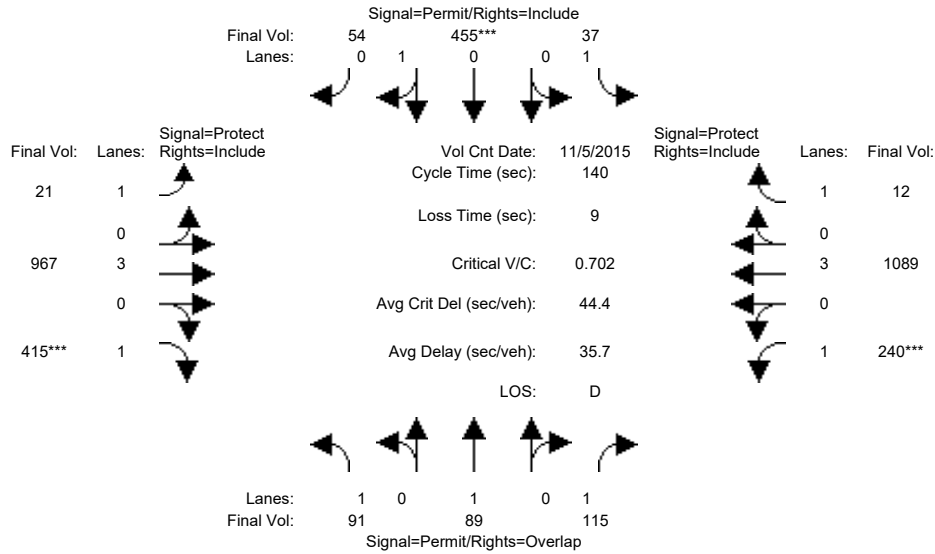 Signal=Permit/Rights=Include
Final Vol: 54 455*** 37
Lanes: 0 1 0 0 1
Signal=Protect
Final Vol: Lanes: Rights=Include
Vol Cnt Date: 11/5/2015
Signal=Protect
Rights=Include Lanes: Final Vol:
Cycle Time (sec): 140
21 1
1 12
Loss Time (sec): 9
0
0
967 3
Critical V/C: 0.702
3 1089
0
Avg Crit Del (sec/veh): 44.4
0
415*** 1
Avg Delay (sec/veh): 35.7
1 240***
LOS: D
Lanes: 1 0 1 0 1
Final Vol: 91 89 115
Signal=Permit/Rights=Overlap